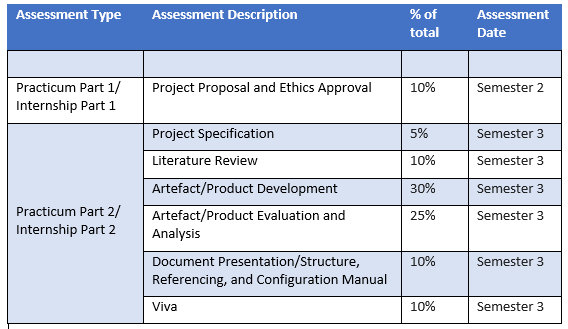 Assessment Type Assessment Description % of total Assessment Date
Practicum Part 1/ Internship Part 1 Project Proposal and Ethics Approval 10% Semester 2
Practicum Part 2/ Internship Part 2
Project Specification 5% Semester 3
Literature Review 10% Semester 3
Artefact/Product Development 30% Semester 3
Artefact/Product Evaluation and Analysis 25% Semester 3
Document Presentation/Structure, Referencing, and Configuration Manual 10% Semester 3
Viva 10% Semester 3